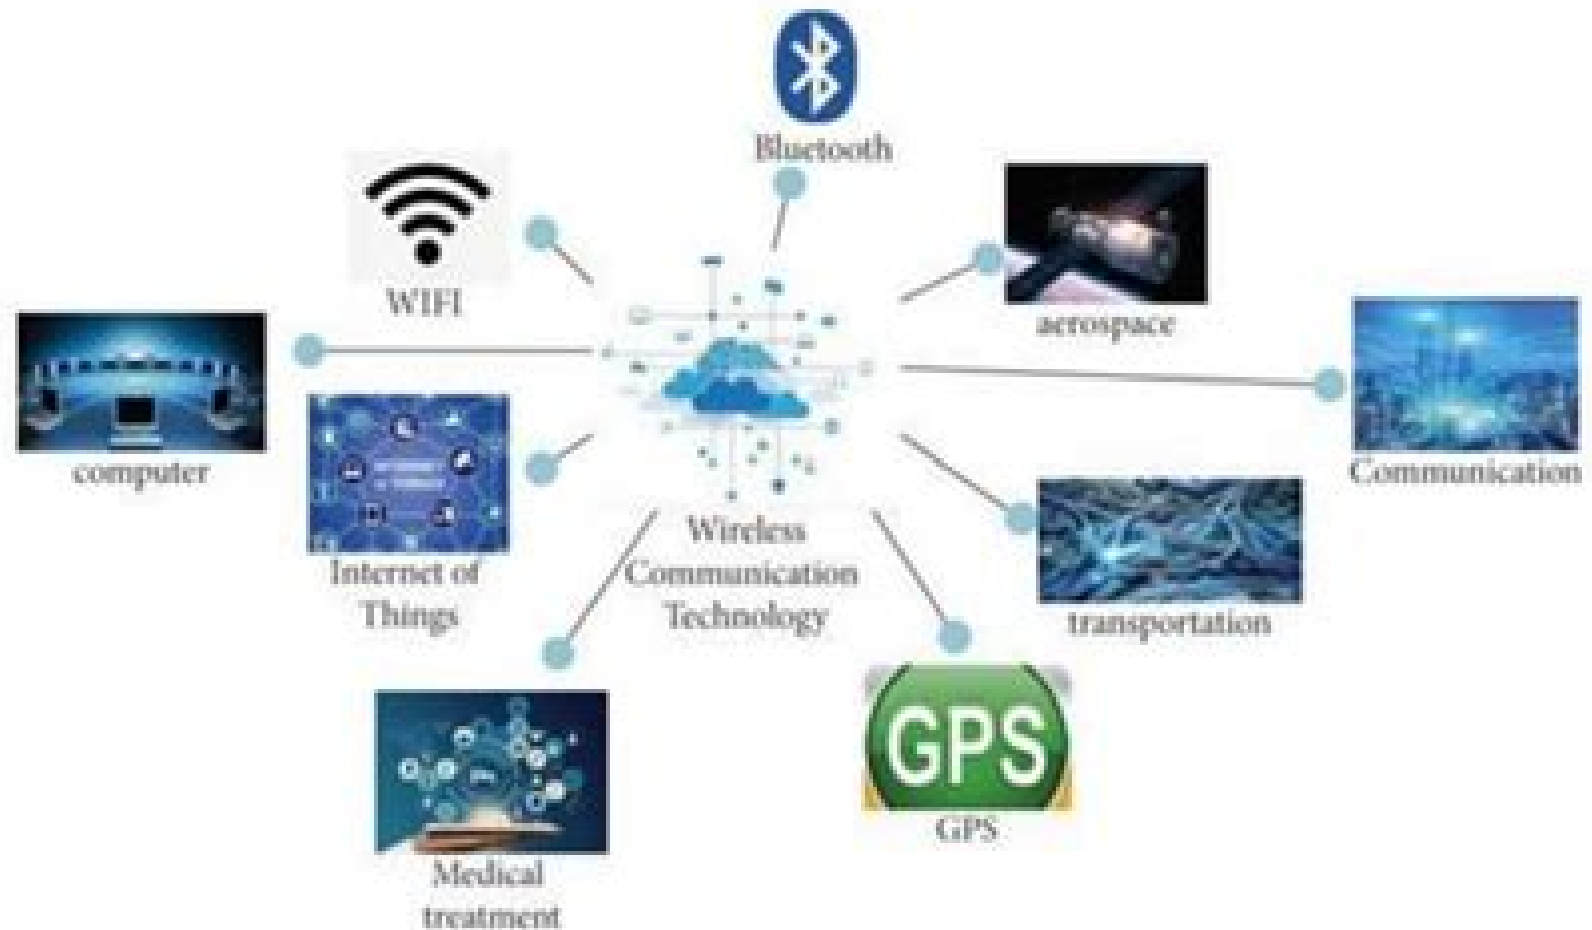 Bluetooth
WIFI
aerospace
computer
Communication
Internet of
Things
Wireless
Communication
Technology
transportation
Medical
treatment
GPS
GPS